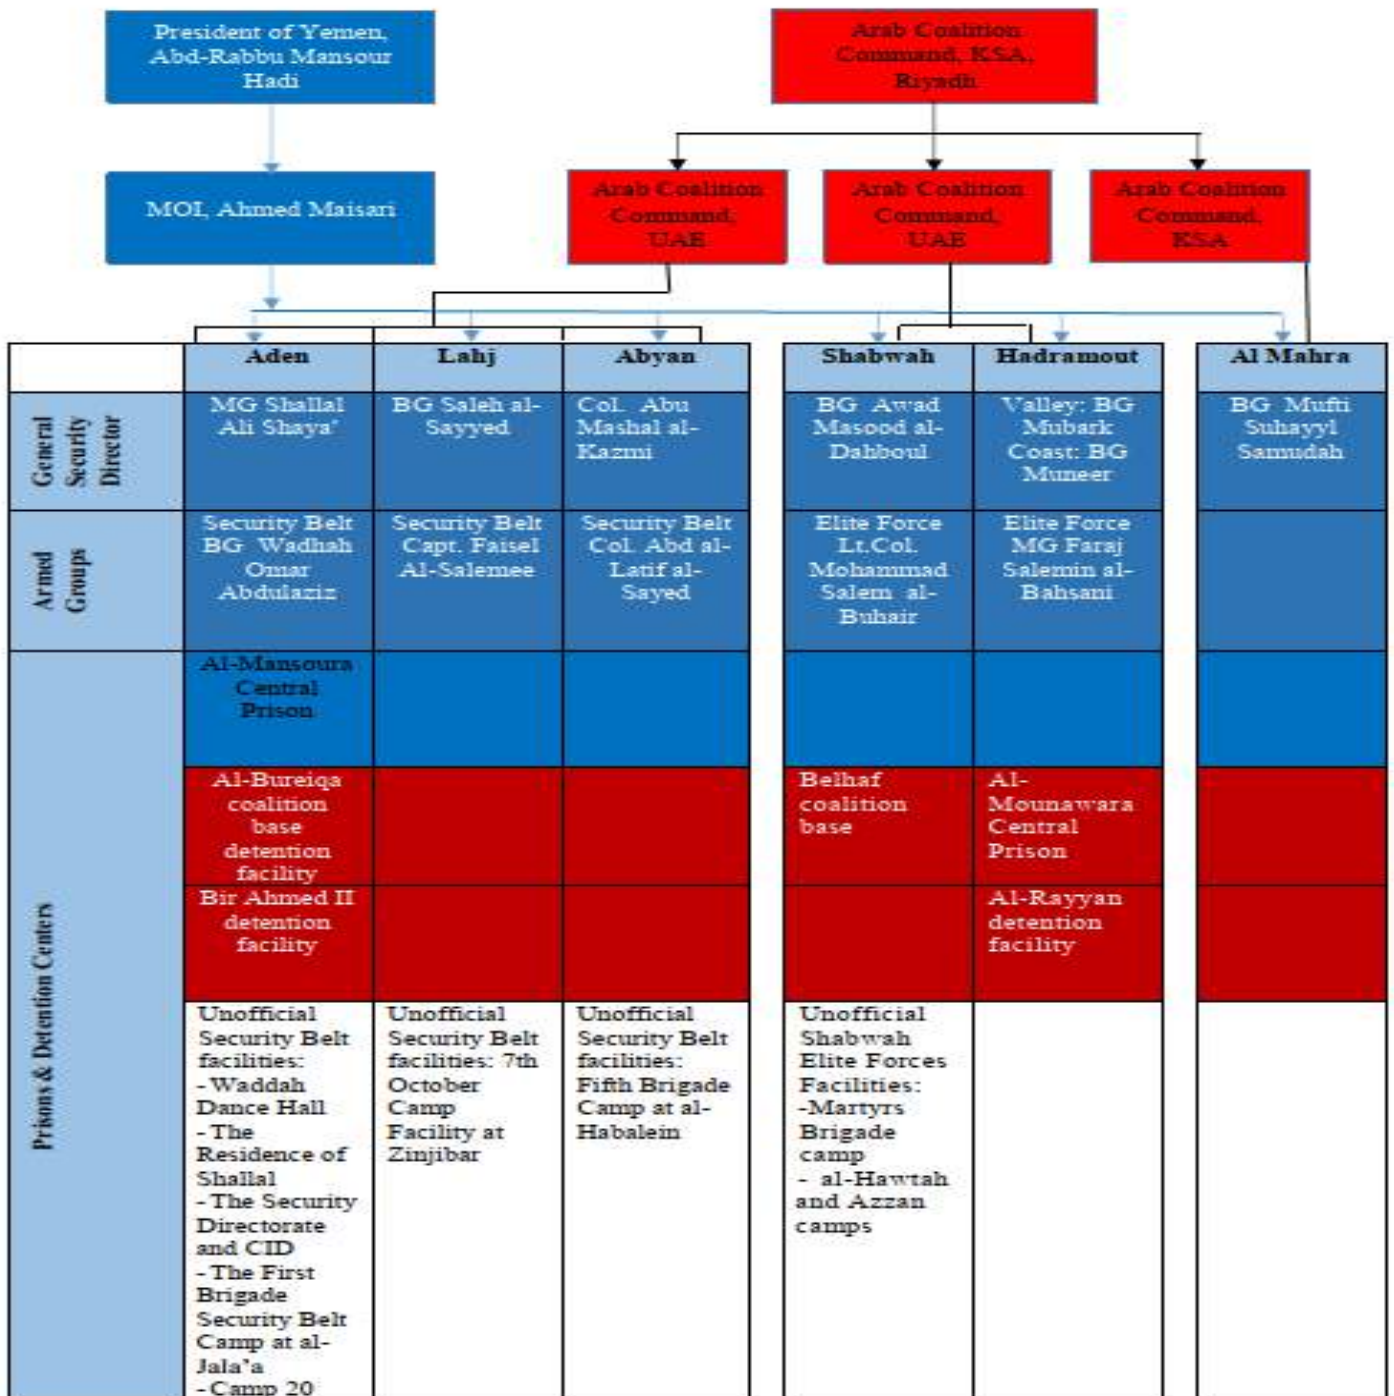 President of Yemen,
Abd-Rabbu Mansour
Hadi
Arab Coalition
Command, KSA,
Riyadh
MOI, Ahmed Maisari
Arab Coalition
Command,
UAE
Arab Coalition
Command,
UAE
Arab Coalition
Command,
KSA
Aden
Lahj
Abyan
Shabwah
Hadramout
Al Mahra
General
Security
Director
MG Shallal
Ali Shaya'
BG Saleh al-
Sayyed
Col. Abu
Mashal al-
Kazmi
BG Awad
Masood al-
Dahboul
Valley: BG
Mubark
Coast: BG
Muneer
BG Mufti
Suhayyl
Samudah
Armed
Groups
Security Belt
BG Wadhah
Omar
Abdulaziz
Security Belt
Capt. Faisel
Al-Salemee
Security Belt
Col. Abd al-
Latif al-
Sayed
Elite Force
Lt.Col.
Mohammad
Salem al-
Buhair
Elite Force
MG Faraj
Salemin al-
Bahsani
Prisons & Detention Centers
Al-Mansoura
Central
Prison
Al-Bureiqa
coalition
base
detention
facility
Belhaf
coalition
base
Al-
Mounawara
Central
Prison
Bir Ahmed II
detention
facility
Al-Rayyan
detention
facility
Unofficial
Security Belt
facilities:
- Waddah
Dance Hall
- The
Residence of
Shallal
- The Security
Directorate
and CID
- The First
Brigade
Security Belt
Camp at al-
Jala'a
- Camp 20
Unofficial
Security Belt
facilities: 7th
October
Camp
Facility at
Zinjibar
Unofficial
Security Belt
facilities:
Fifth Brigade
Camp at al-
Habalein
Unofficial
Shabwah
Elite Forces
Facilities:
-Martyrs
Brigade
camp
- al-Hawtah
and Azzan
camps